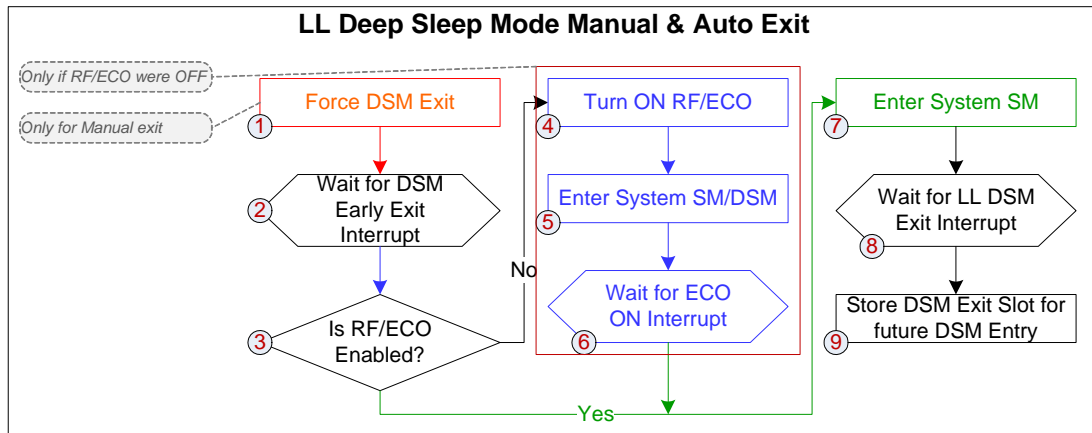 LL Deep Sleep Mode Manual & Auto Exit
Only if RF/ECO were OFF
Only for Manual exit
Force DSM Exit
1
Wait for DSM
Early Exit
Interrupt
2
Is RF/ECO
Enabled?
3
No
Yes
Turn ON RF/ECO
4
Enter System SM/DSM
5
Wait for ECO
ON Interrupt
6
Enter System SM
7
Wait for LL DSM
Exit Interrupt
8
Store DSM Exit Slot for
future DSM Entry
9